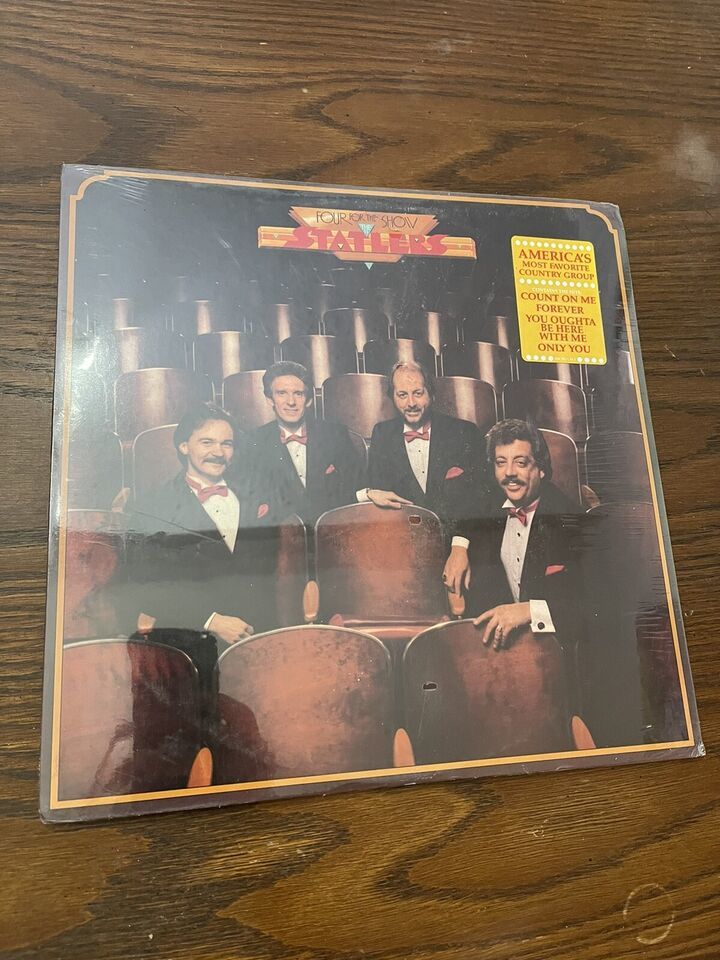 FOUR FOR THE SHOW
THE
STATLERS
AMERICA'S
MOST FAVORITE
COUNTRY GROUP
CONTAINS THE HITS
COUNT ON ME
FOREVER
YOU OUGHTA
BE HERE
WITH ME
ONLY YOU